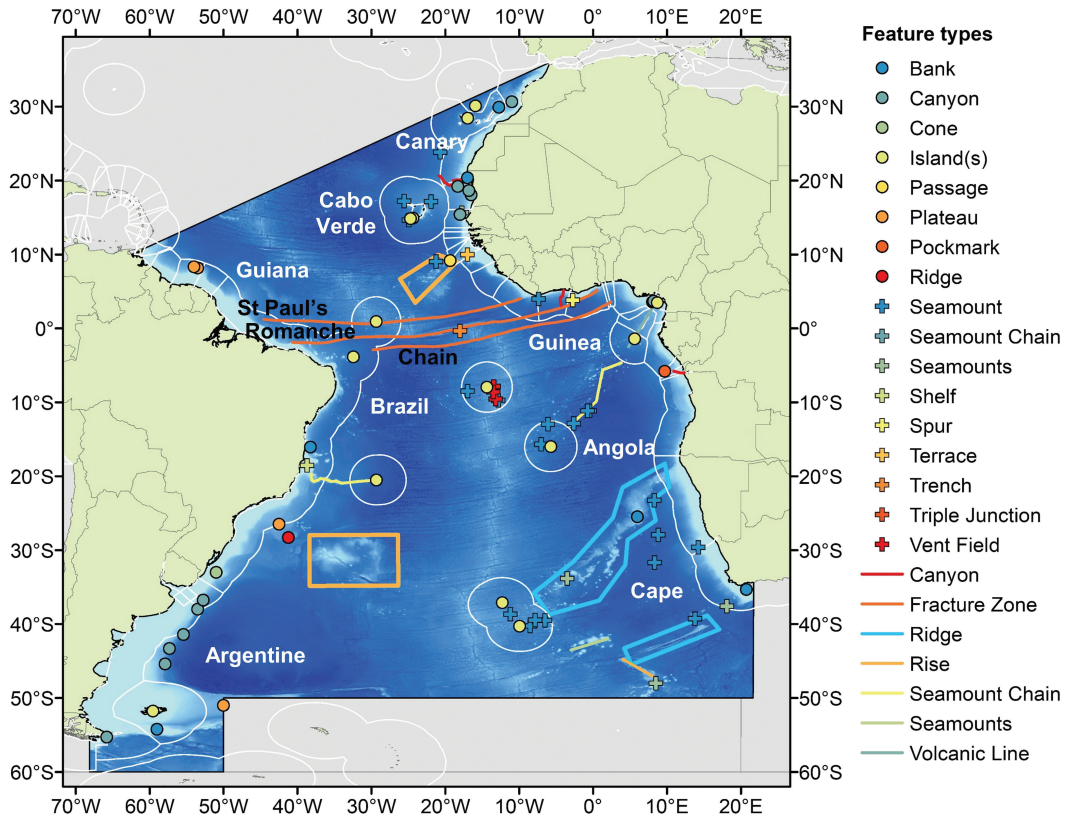 70°W 60°W 50°W 40°W 30°W 20°W 10°W 0° 10°E 20°E
Feature types
Bank
Canyon
Cone
Island(s)
Passage
Plateau
Pockmark
Ridge
Seamount
Seamount Chain
Seamounts
Shelf
Spur
Terrace
Trench
Triple Junction
Vent Field
Canyon
Fracture Zone
Ridge
Rise
Seamount Chain
Seamounts
Volcanic Line
30°N 30°N
Canary
20°N 20°N
Cabo
Verde
10°N 10°N
Guiana
St Paul's
Romanche
0° 0°
Guinea
Chain
10°S 10°S
Brazil
Angola
20°S 20°S
30°S 30°S
Cape
40°S 40°S
Argentine
50°S 50°S
60°S 60°S
70°W 60°W 50°W 40°W 30°W 20°W 10°W 0° 10°E 20°E